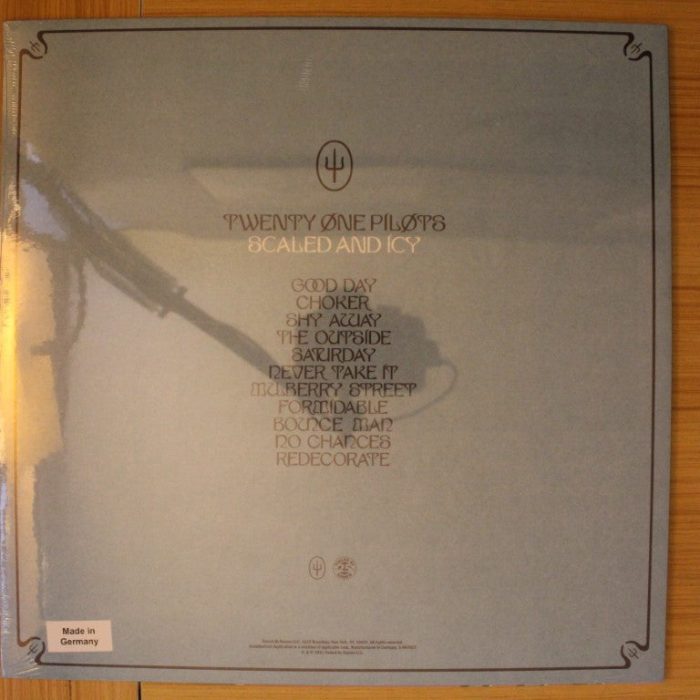 TWENTY ØNE PILØTS
SCALED AND ICY
GOOD DAY
CHOKER
SHY AWAY
THE OUTSIDE
SATURDAY
NEVER TAKE IT
MULBERRY STREET
FORMIDABLE
BOUNCE MAN
NO CHANCES
REDECORATE
Made in
Germany